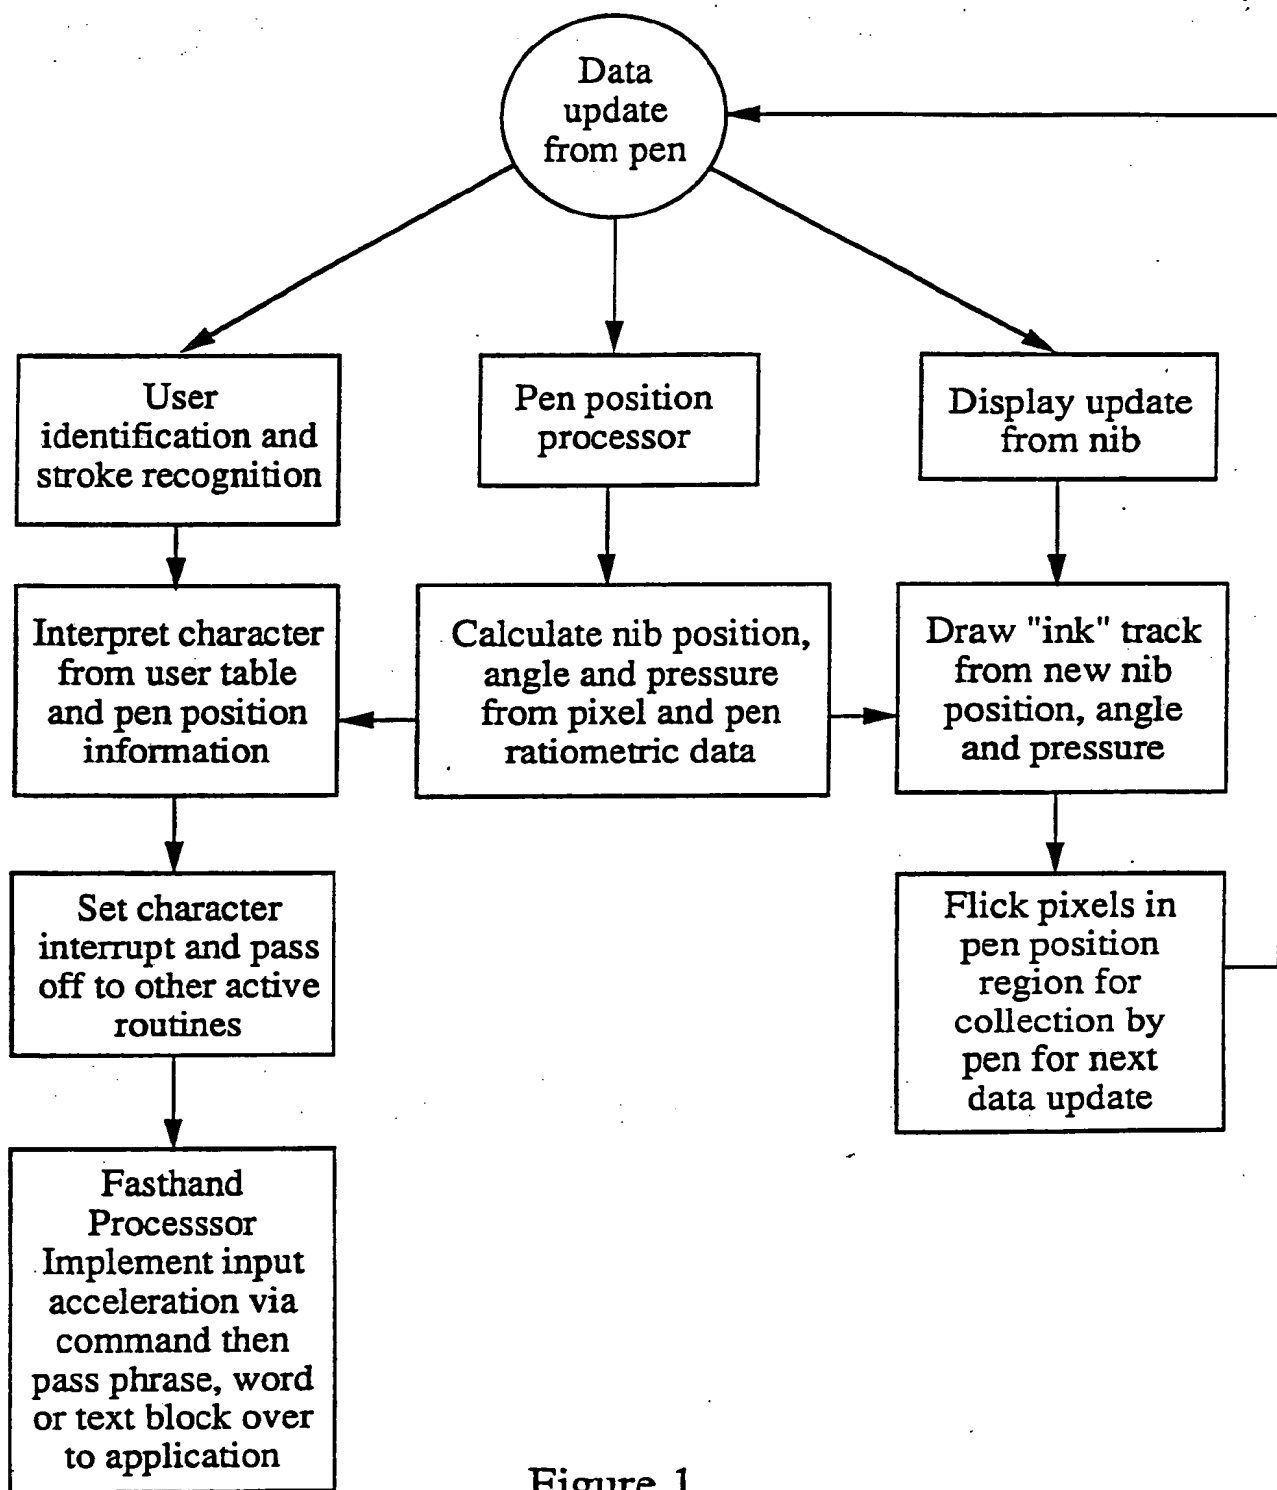 Data
update
from pen
User
identification and
stroke recognition
Pen position
processor
Display update
from nib
Interpret character
from user table
and pen position
information
Calculate nib position,
angle and pressure
from pixel and pen
ratiometric data
Draw "ink" track
from new nib
position, angle
and pressure
Set character
interrupt and pass
off to other active
routines
Flick pixels in
pen position
region for
collection by
pen for next
data update
Fasthand
Processsor
Implement input
acceleration via
command then
pass phrase, word
or text block over
to application
Figure 1